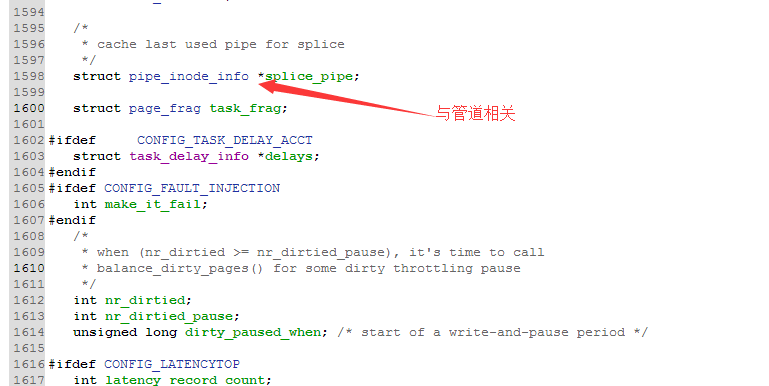 1594
1595 /*
1596 * cache last used pipe for splice
1597 */
1598 struct pipe_inode_info *splice_pipe;
1599
1600 struct page_frag task_frag;
与管道相关
1601
1602 #ifdef CONFIG_TASK_DELAY_ACCT
1603 struct task_delay_info *delays;
1604 #endif
1605 #ifdef CONFIG_FAULT_INJECTION
1606 int make_it_fail;
1607 #endif
1608 /*
1609 * when (nr_dirtied >= nr_dirtied_pause), it's time to call
1610 * balance_dirty_pages() for some dirty throttling pause
1611 */
1612 int nr_dirtied;
1613 int nr_dirtied_pause;
1614 unsigned long dirty_paused_when; /* start of a write-and-pause period */
1615
1616 #ifdef CONFIG_LATENCYTOP
1617 int latency_record_count;